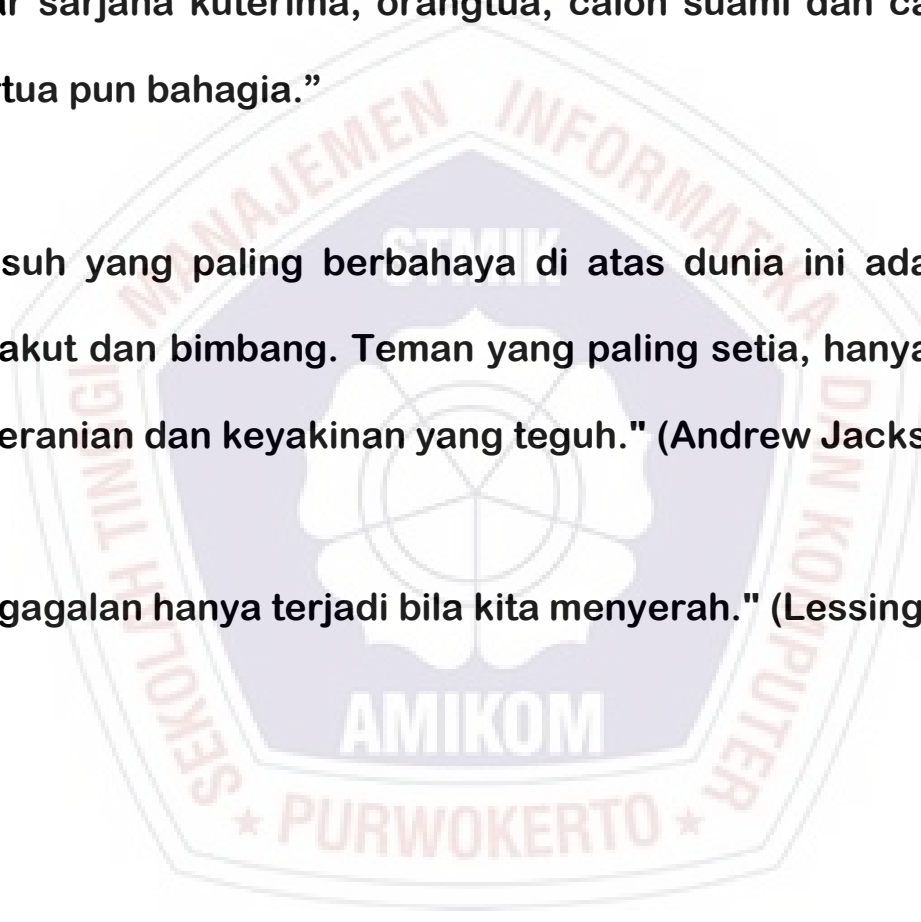 ar sarjana kuterima, orangtua, calon suami dan ca
tua pun bahagia.”
suh yang paling berbahaya di atas dunia ini ada
akut dan bimbang. Teman yang paling setia, hanya
eranian dan keyakinan yang teguh." (Andrew Jacks
gagalan hanya terjadi bila kita menyerah." (Lessing
SEKOLAH TINGGI MANAJEMEN INFORMATIKA DAN KOMPUTER
STMIK
AMIKOM
★ PURWOKERTO ★